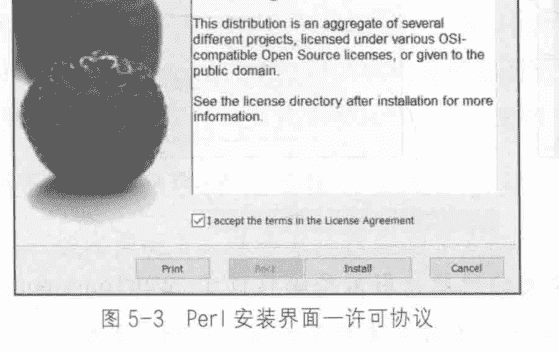 This distribution is an aggregate of several
different projects, licensed under various OSI-
compatible Open Source licenses, or given to the
public domain.
See the license directory after installation for more
information.
I accept the terms in the License Agreement
Print
Back
Install
Cancel
图 5-3 Perl 安装界面—许可协议